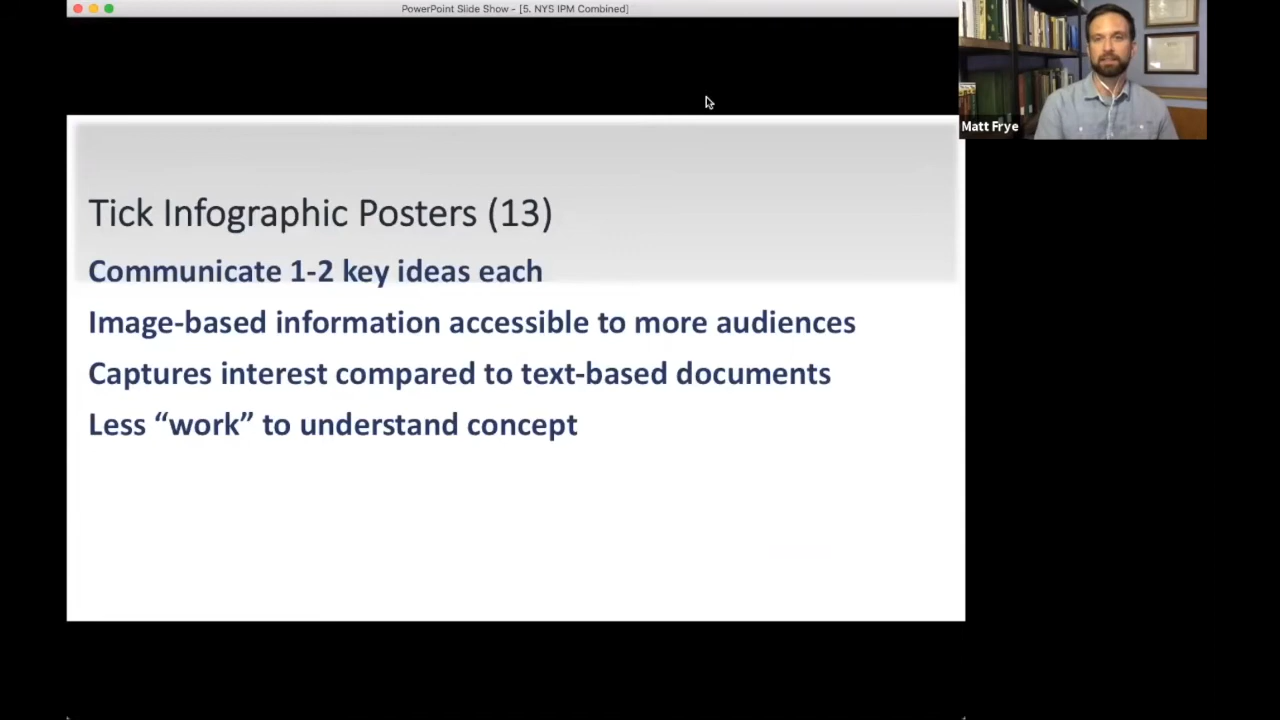 PowerPoint Slide Show - [5. NYS IPM Combined]
Matt Frye
Tick Infographic Posters (13)
Communicate 1-2 key ideas each
Image-based information accessible to more audiences
Captures interest compared to text-based documents
Less “work” to understand concept